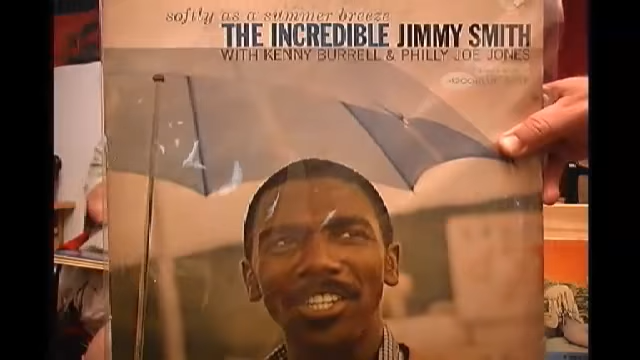 softly as a summer breeze
THE INCREDIBLE JIMMY SMITH
WITH KENNY BURRELL & PHILLY JOE JONES